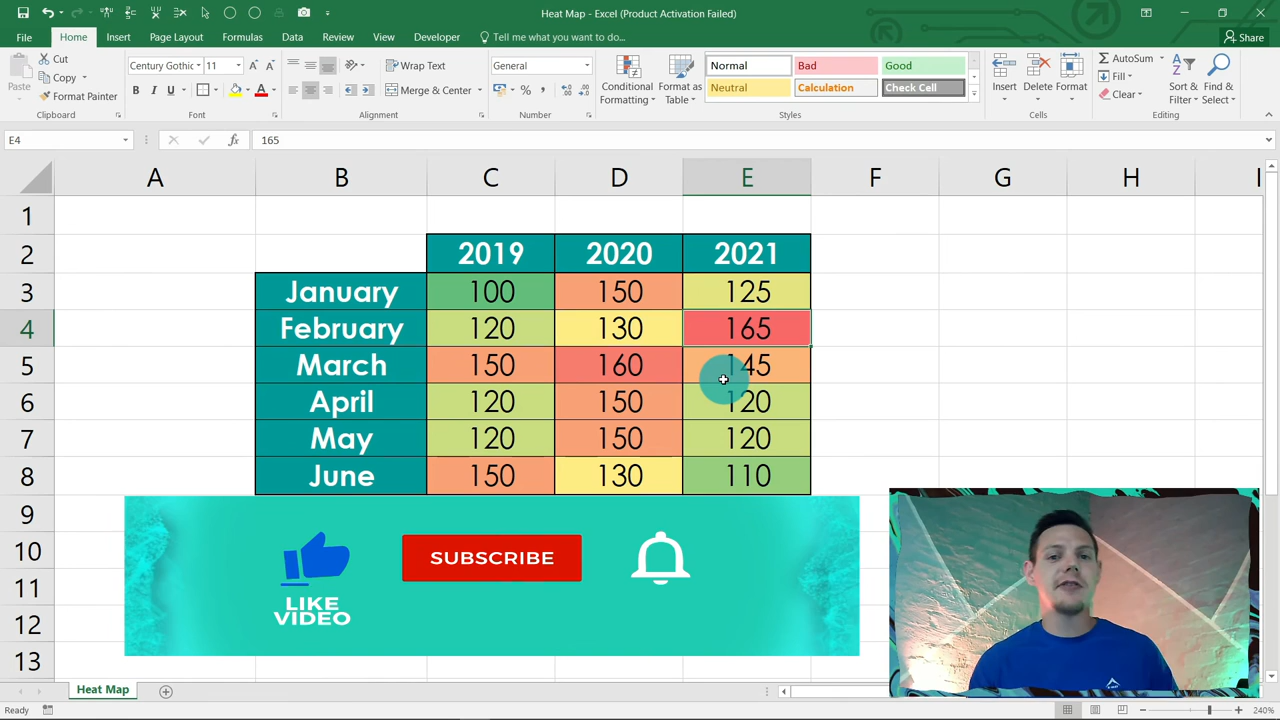 Heat Map - Excel (Product Activation Failed)
File Home Insert Page Layout Formulas Data Review View Developer Tell me what you want to do... Share
Paste Cut Copy Format Painter Clipboard
Century Gothic 11 B I U A Font
Wrap Text Merge & Center Alignment
General % Number
Conditional Formatting Format as Table
Normal Bad Good
Neutral Calculation Check Cell
Styles
Insert Delete Format Cells
AutoSum Fill Clear Sort & Filter Find & Select Editing
E4 fx 165
A B C D E F G H I
1
2 2019 2020 2021
3 January 100 150 125
4 February 120 130 165
5 March 150 160 145
6 April 120 150 120
7 May 120 150 120
8 June 150 130 110
9
10 SUBSCRIBE
11
12 LIKE VIDEO
13
Heat Map
Ready 240%